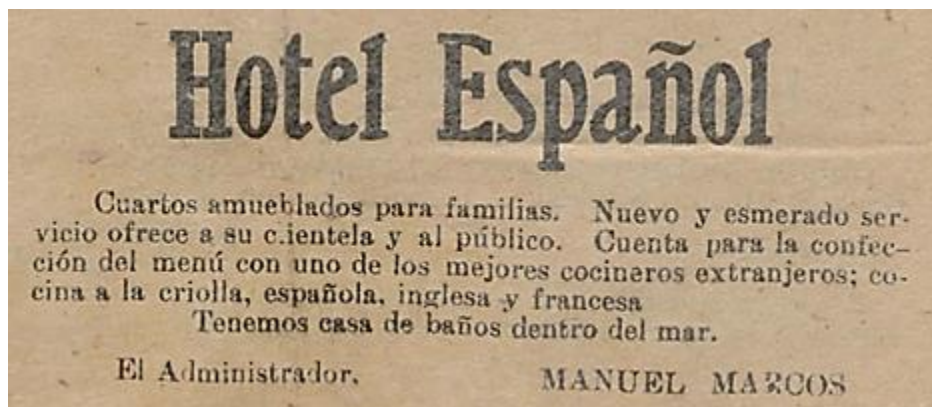 Hotel Español
Cuartos amueblados para familias. Nuevo y esmerado ser-
vicio ofrece a su c.ientela y al público. Cuenta para la confec-
ción del menú con uno de los mejores cocineros extranjeros; co-
cina a la criolla, española, inglesa y francesa
Tenemos casa de baños dentro del mar.
El Administrador.
MANUEL MARCOS